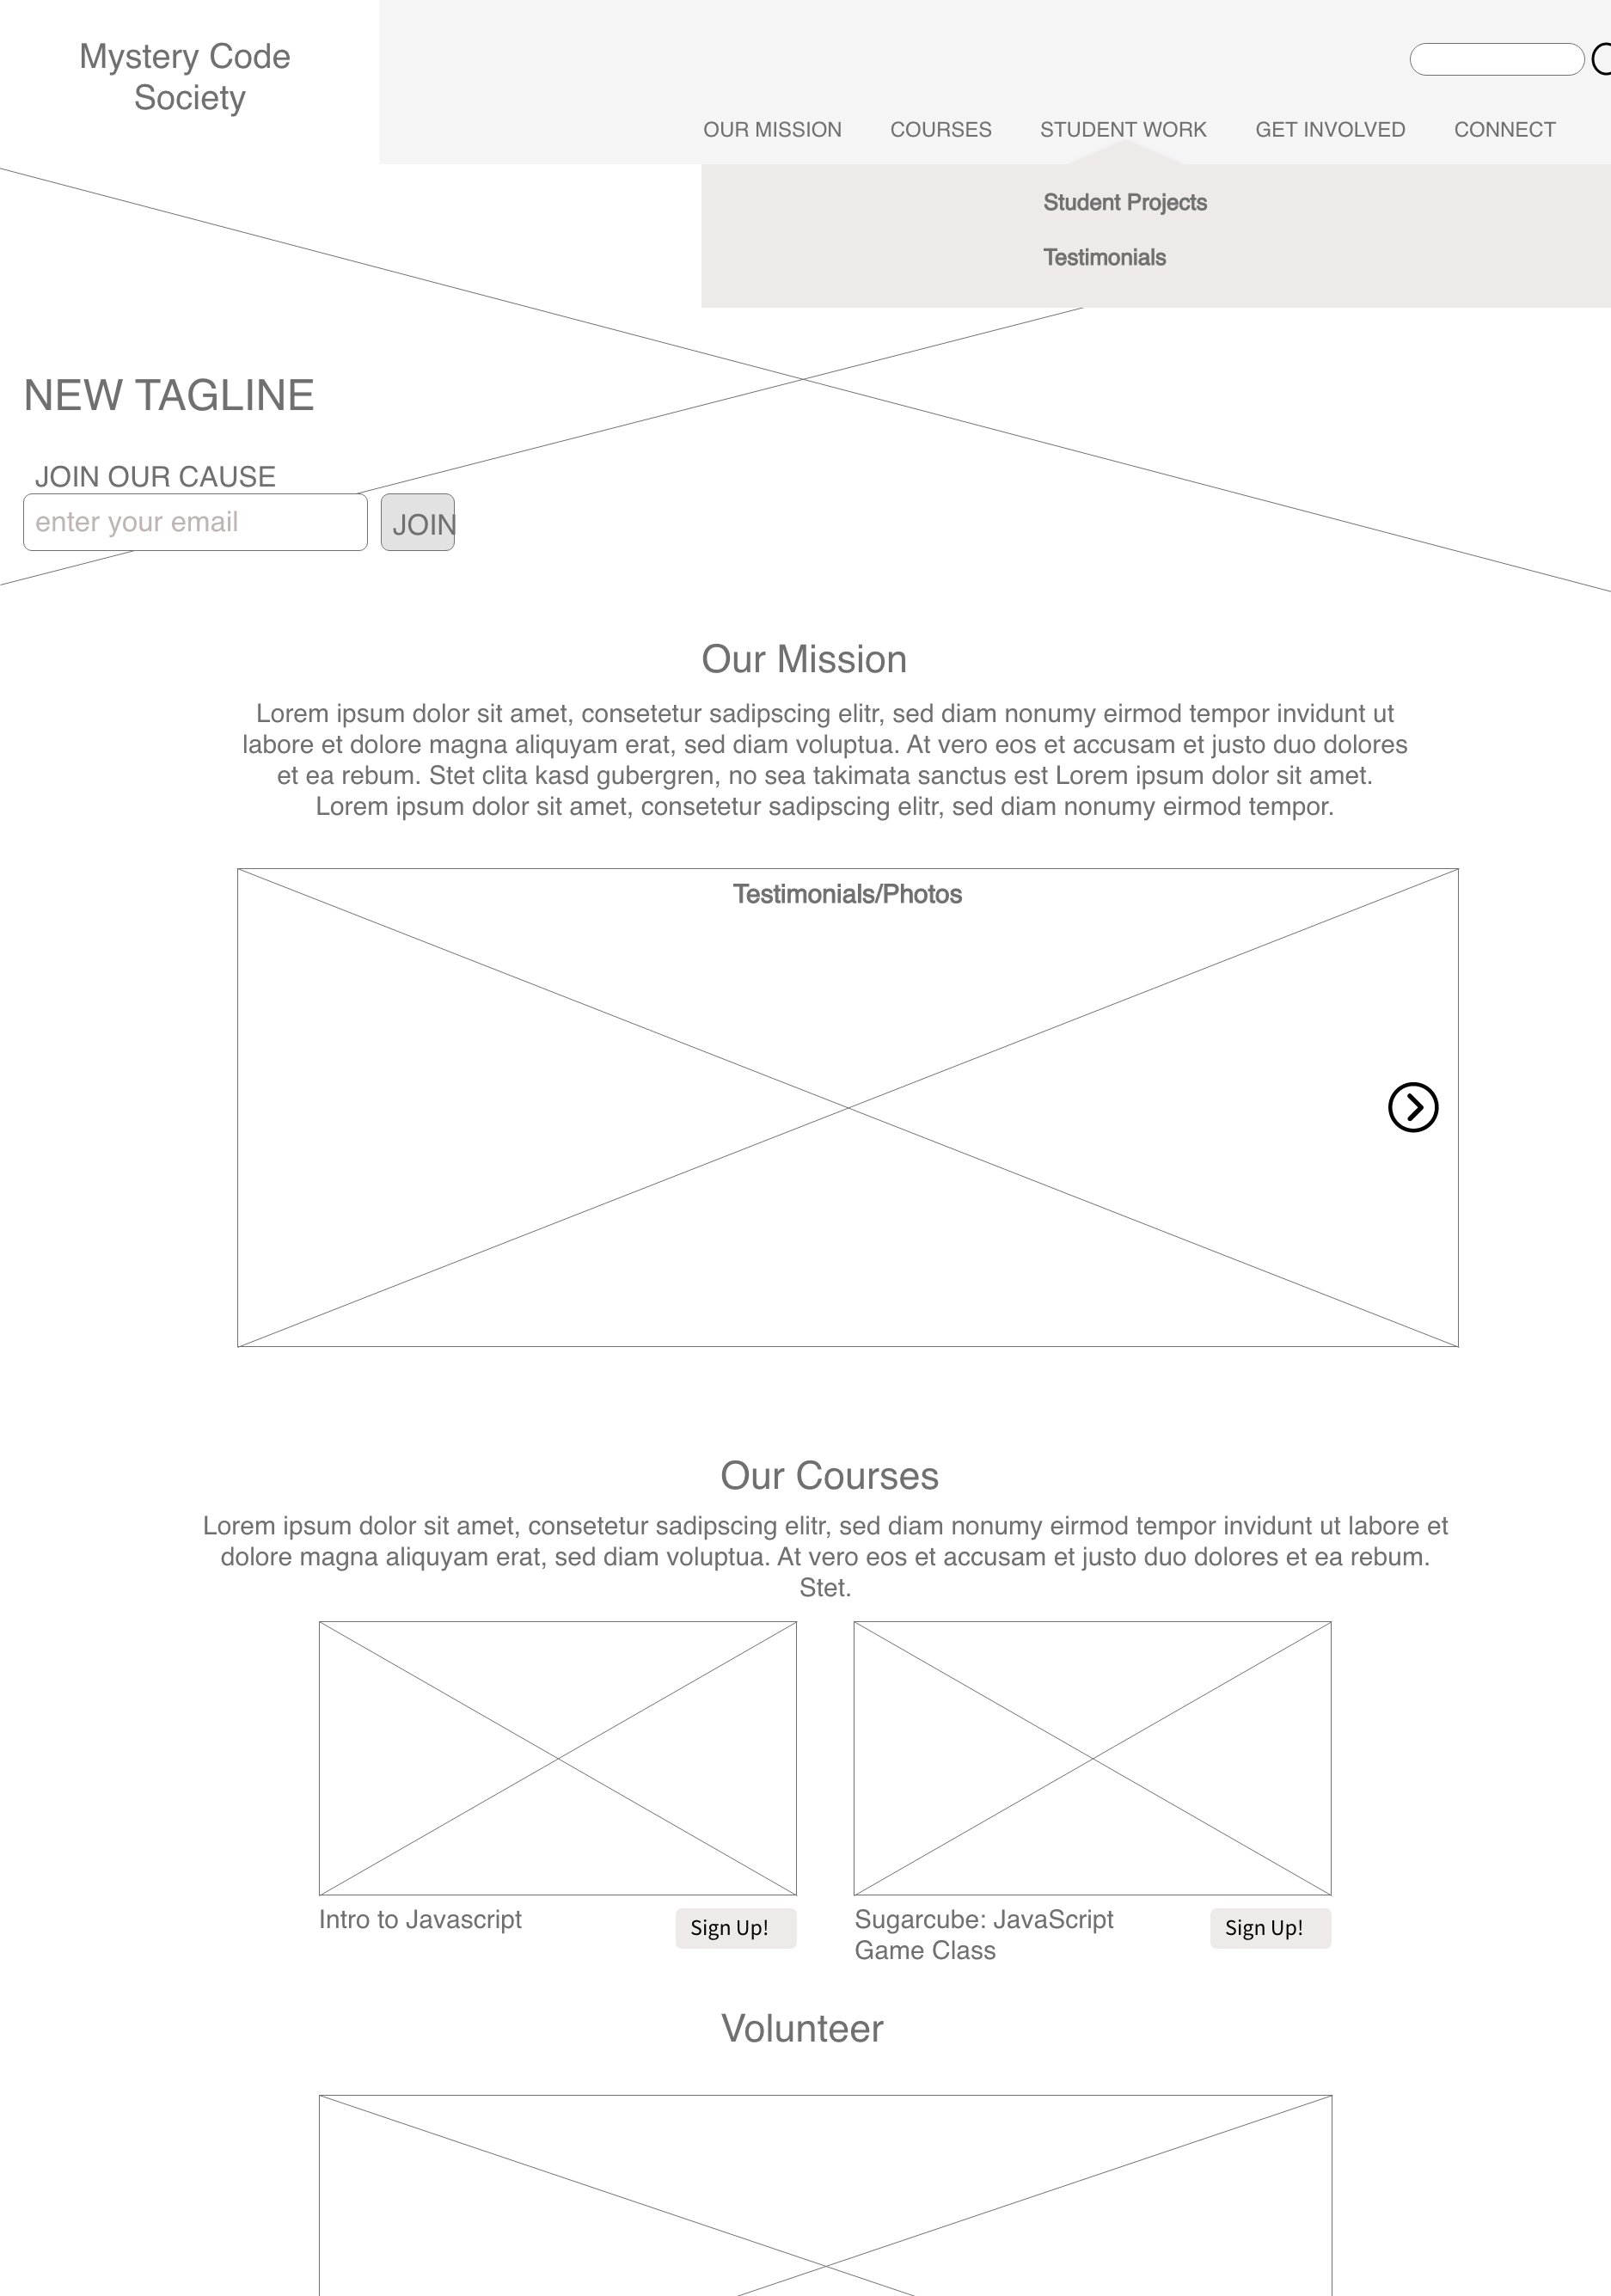 Mystery Code
Society
OUR MISSION COURSES STUDENT WORK GET INVOLVED CONNECT
Student Projects
Testimonials
NEW TAGLINE
JOIN OUR CAUSE
enter your email JOIN
Our Mission
Lorem ipsum dolor sit amet, consetetur sadipscing elitr, sed diam nonumy eirmod tempor invidunt ut
labore et dolore magna aliquyam erat, sed diam voluptua. At vero eos et accusam et justo duo dolores
et ea rebum. Stet clita kasd gubergren, no sea takimata sanctus est Lorem ipsum dolor sit amet.
Lorem ipsum dolor sit amet, consetetur sadipscing elitr, sed diam nonumy eirmod tempor.
Testimonials/Photos
Our Courses
Lorem ipsum dolor sit amet, consetetur sadipscing elitr, sed diam nonumy eirmod tempor invidunt ut labore et
dolore magna aliquyam erat, sed diam voluptua. At vero eos et accusam et justo duo dolores et ea rebum.
Stet.
Intro to Javascript
Sign Up!
Sugarcube: JavaScript
Game Class
Sign Up!
Volunteer